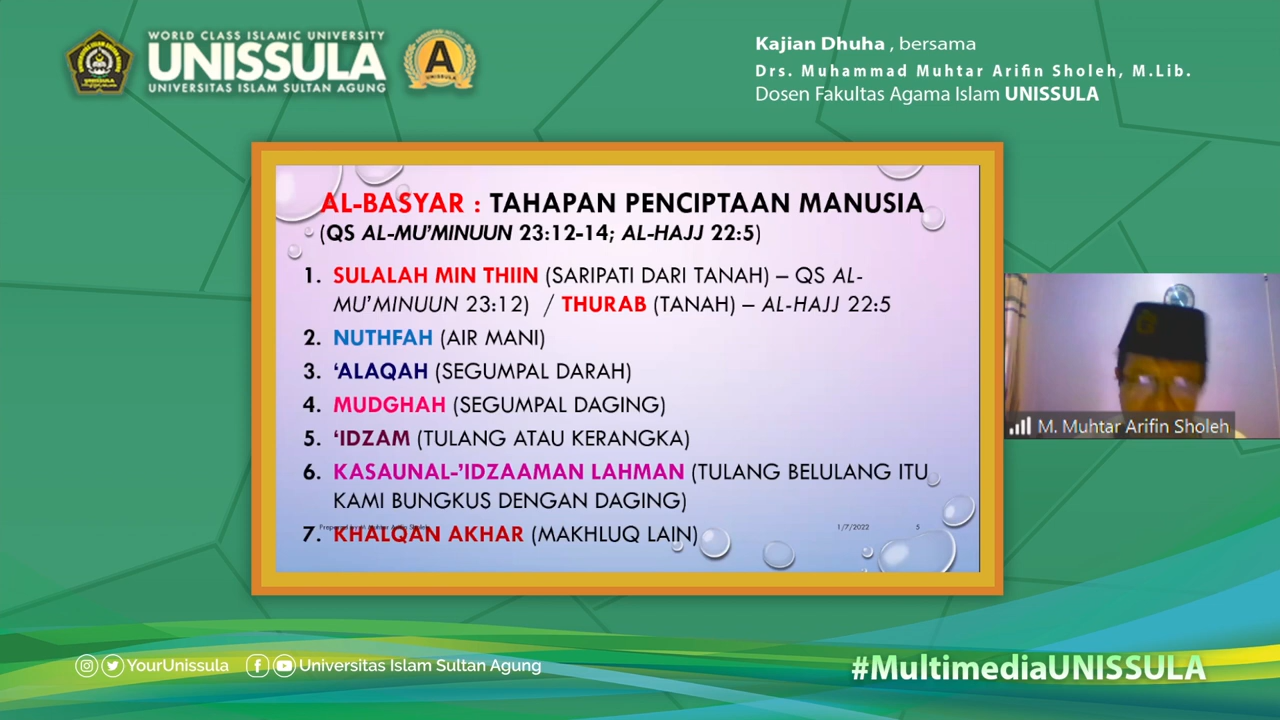 WORLD CLASS ISLAMIC UNIVERSITY
UNISSULA
UNIVERSITAS ISLAM SULTAN AGUNG
A
UNISSULA
Kajian Dhuha , bersama
Drs. Muhammad Muhtar Arifin Sholeh, M.Lib.
Dosen Fakultas Agama Islam UNISSULA
AL-BASYAR : TAHAPAN PENCIPTAAN MANUSIA
(QS AL-MU’MINUUN 23:12-14; AL-HAJJ 22:5)
1. SULALAH MIN THIIN (SARIPATI DARI TANAH) – QS AL-
MU’MINUUN 23:12) / THURAB (TANAH) – AL-HAJJ 22:5
2. NUTHFAH (AIR MANI)
3. ‘ALAQAH (SEGUMPAL DARAH)
4. MUDGHAH (SEGUMPAL DAGING)
5. ‘IDZAM (TULANG ATAU KERANGKA)
6. KASAUNAL-’IDZAAMAN LAHMAN (TULANG BELULANG ITU
KAMI BUNGKUS DENGAN DAGING)
1/7/2022 5
7. KHALQAN AKHAR (MAKHLUQ LAIN)
M. Muhtar Arifin Sholeh
YourUnissula Universitas Islam Sultan Agung
#MultimediaUNISSULA